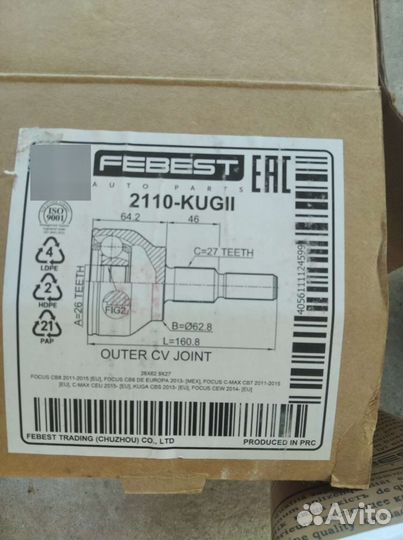 FEBEST
AUTO PARTS
EAC
2110-KUGII
ISO
9001
64.2
46
C=27 TEETH
4
LDPE
2
HDPE
21
PAP
A=26 TEETH
FIG2
B=Ø62.8
L=160.8
4056111124599
OUTER CV JOINT
26X62.9X27
FOCUS CB8 2011-2015 [EU], FOCUS CB8 DE EUROPA 2013- [MEX], FOCUS C-MAX CB7 2011-2015
[EU], C-MAX CEU 2015- [EU], KUGA CBS 2013- [EU], FOCUS CEW 2014- [EU]
FEBEST TRADING (CHUZHOU) CO., LTD
PRODUCED IN PRC
Avito